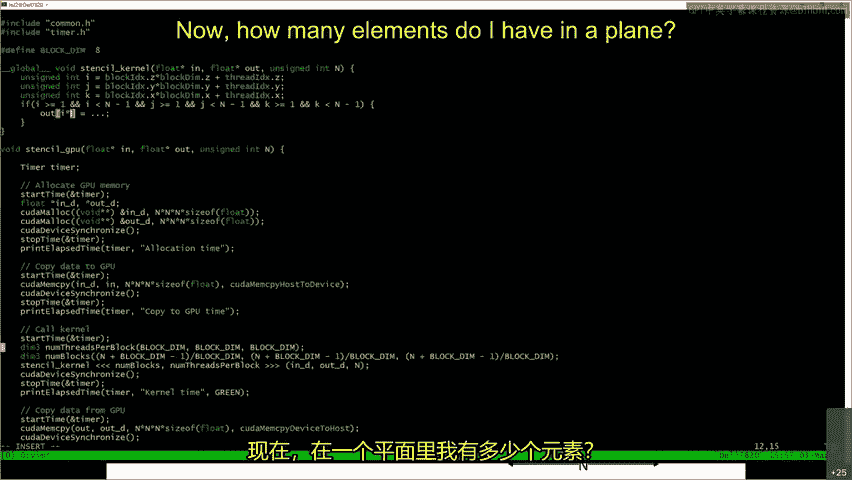 #include "common.h"
#include "timer.h"
Now, how many elements do I have in a plane?
#define BLOCK_DIM 8
__global__ void stencil_kernel(float* in, float* out, unsigned int N) {
unsigned int i = blockIdx.z*blockDim.z + threadIdx.z;
unsigned int j = blockIdx.y*blockDim.y + threadIdx.y;
unsigned int k = blockIdx.x*blockDim.x + threadIdx.x;
if(i >= 1 && i < N - 1 && j >= 1 && j < N - 1 && k >= 1 && k < N - 1) {
out[i*] = ...;
}
}
void stencil_gpu(float* in, float* out, unsigned int N) {
Timer timer;
// Allocate GPU memory
startTime(&timer);
float *in_d, *out_d;
cudaMalloc((void**) &in_d, N*N*N*sizeof(float));
cudaMalloc((void**) &out_d, N*N*N*sizeof(float));
cudaDeviceSynchronize();
stopTime(&timer);
printElapsedTime(timer, "Allocation time");
// Copy data to GPU
startTime(&timer);
cudaMemcpy(in_d, in, N*N*N*sizeof(float), cudaMemcpyHostToDevice);
cudaDeviceSynchronize();
stopTime(&timer);
printElapsedTime(timer, "Copy to GPU time");
// Call kernel
startTime(&timer);
dim3 numThreadsPerBlock(BLOCK_DIM, BLOCK_DIM, BLOCK_DIM);
dim3 numBlocks((N + BLOCK_DIM - 1)/BLOCK_DIM, (N + BLOCK_DIM - 1)/BLOCK_DIM, (N + BLOCK_DIM - 1)/BLOCK_DIM);
stencil_kernel <<< numBlocks, numThreadsPerBlock >>> (in_d, out_d, N);
cudaDeviceSynchronize();
stopTime(&timer);
printElapsedTime(timer, "Kernel time", GREEN);
// Copy data from GPU
startTime(&timer);
cudaMemcpy(out, out_d, N*N*N*sizeof(float), cudaMemcpyDeviceToHost);
cudaDeviceSynchronize();
-- INSERT --
12,15
现在，在一个平面里我有多少个元素？
N
+25